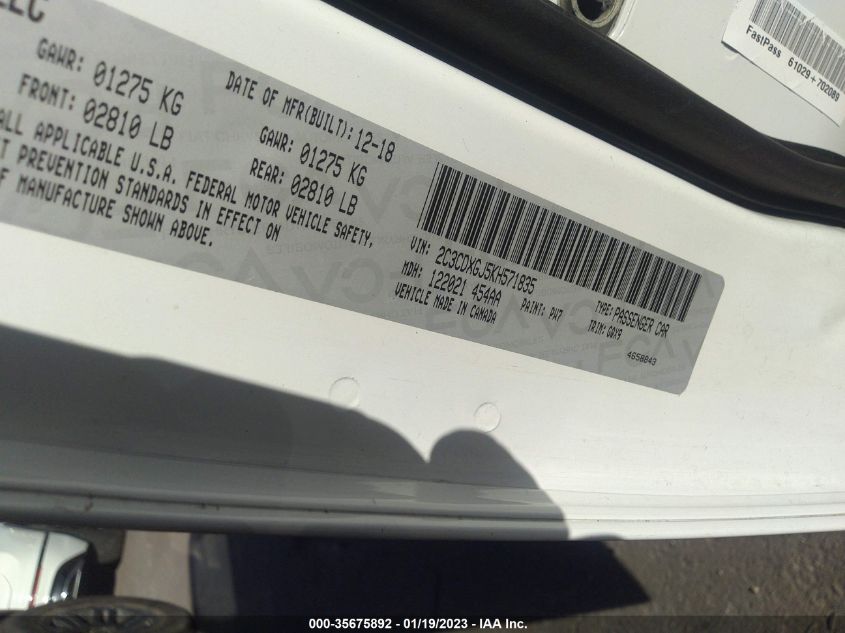 LLC
GAWR: 01275 KG
FRONT: 02810 LB
DATE OF MFR(BUILT): 12-18
GAWR: 01275 KG
REAR: 02810 LB
ALL APPLICABLE U.S.A. FEDERAL MOTOR VEHICLE SAFETY,
PREVENTION STANDARDS IN EFFECT ON
OF MANUFACTURE SHOWN ABOVE.
VIN: 2C3CDXGJ5KH571835
TYPE: PASSENGER CAR
MDH: 122021 454AA PAINT: PW7 TRIM: GDX9
VEHICLE MADE IN CANADA
4658843
FastPass 61029+702089
000-35675892 - 01/19/2023 - IAA Inc.